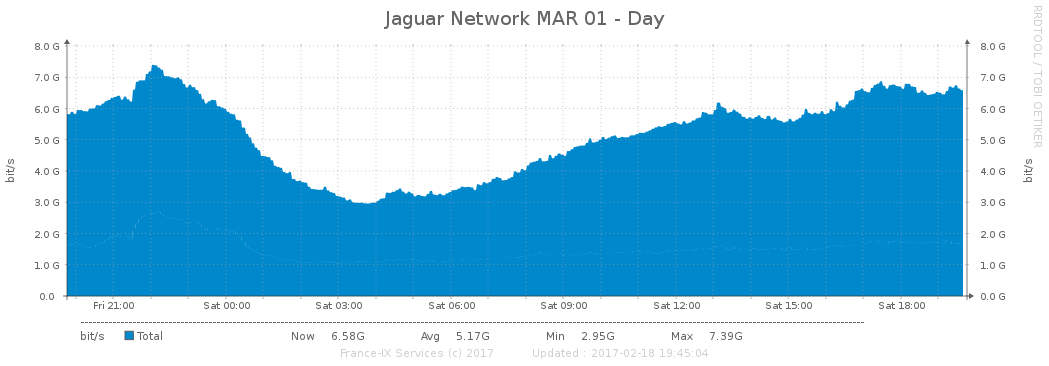 Jaguar Network MAR 01 - Day
RRDTOOL / TOBI OETIKER
8.0 G 8.0 G
7.0 G 7.0 G
6.0 G 6.0 G
5.0 G 5.0 G
4.0 G 4.0 G
3.0 G 3.0 G
2.0 G 2.0 G
1.0 G 1.0 G
0.0 0.0 G
bit/s
bit/s
Fri 21:00 Sat 00:00 Sat 03:00 Sat 06:00 Sat 09:00 Sat 12:00 Sat 15:00 Sat 18:00
bit/s Total Now 6.58G Avg 5.17G Min 2.95G Max 7.39G
France-IX Services (c) 2017 Updated : 2017-02-18 19:45:04